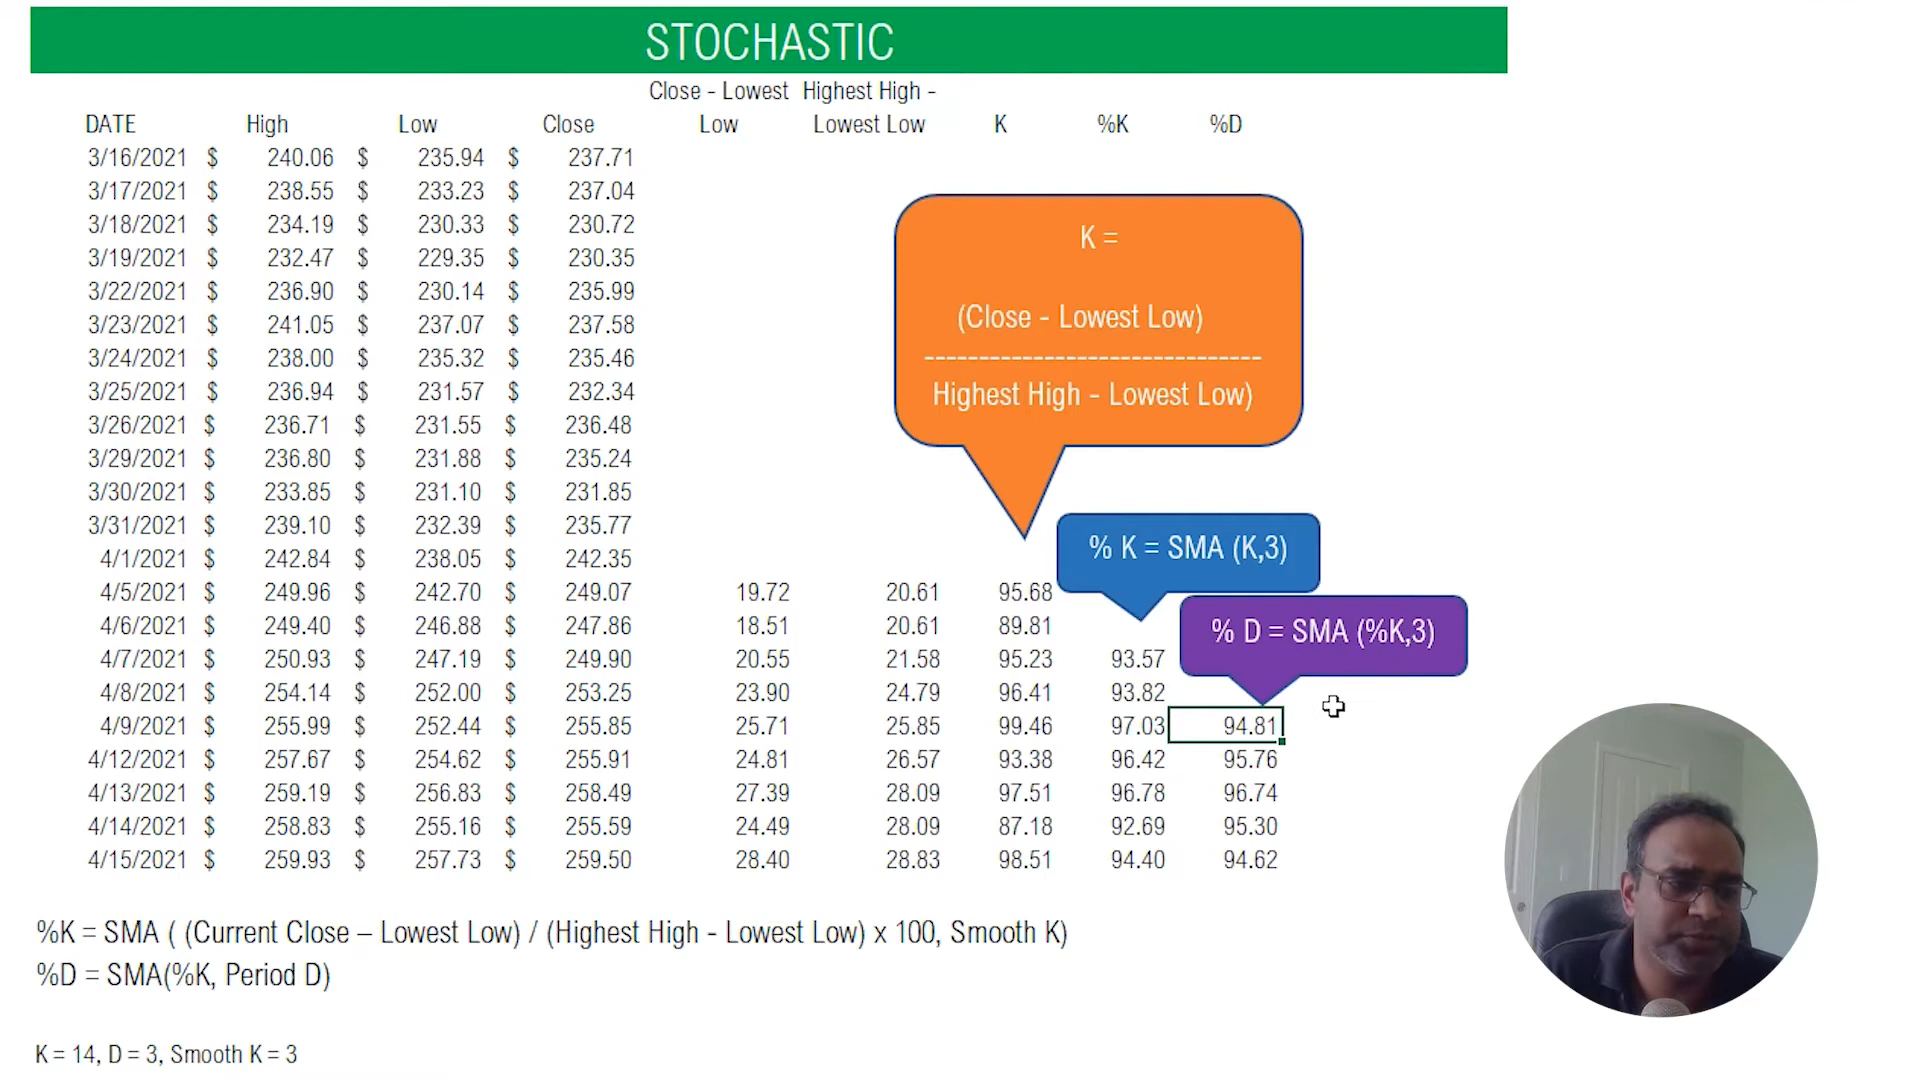 STOCHASTIC
Close - Lowest Highest High -
DATE High Low Close Low Lowest Low K %K %D
3/16/2021 $ 240.06 $ 235.94 $ 237.71
3/17/2021 $ 238.55 $ 233.23 $ 237.04
3/18/2021 $ 234.19 $ 230.33 $ 230.72
3/19/2021 $ 232.47 $ 229.35 $ 230.35
3/22/2021 $ 236.90 $ 230.14 $ 235.99
3/23/2021 $ 241.05 $ 237.07 $ 237.58
3/24/2021 $ 238.00 $ 235.32 $ 235.46
3/25/2021 $ 236.94 $ 231.57 $ 232.34
3/26/2021 $ 236.71 $ 231.55 $ 236.48
3/29/2021 $ 236.80 $ 231.88 $ 235.24
3/30/2021 $ 233.85 $ 231.10 $ 231.85
3/31/2021 $ 239.10 $ 232.39 $ 235.77
4/1/2021 $ 242.84 $ 238.05 $ 242.35
4/5/2021 $ 249.96 $ 242.70 $ 249.07 19.72 20.61 95.68
4/6/2021 $ 249.40 $ 246.88 $ 247.86 18.51 20.61 89.81
4/7/2021 $ 250.93 $ 247.19 $ 249.90 20.55 21.58 95.23 93.57
4/8/2021 $ 254.14 $ 252.00 $ 253.25 23.90 24.79 96.41 93.82
4/9/2021 $ 255.99 $ 252.44 $ 255.85 25.71 25.85 99.46 97.03 94.81
4/12/2021 $ 257.67 $ 254.62 $ 255.91 24.81 26.57 93.38 96.42 95.76
4/13/2021 $ 259.19 $ 256.83 $ 258.49 27.39 28.09 97.51 96.78 96.74
4/14/2021 $ 258.83 $ 255.16 $ 255.59 24.49 28.09 87.18 92.69 95.30
4/15/2021 $ 259.93 $ 257.73 $ 259.50 28.40 28.83 98.51 94.40 94.62
K =
(Close - Lowest Low)
------------------------------
Highest High - Lowest Low)
% K = SMA (K,3)
% D = SMA (%K,3)
%K = SMA ( (Current Close – Lowest Low) / (Highest High - Lowest Low) x 100, Smooth K)
%D = SMA(%K, Period D)
K = 14, D = 3, Smooth K = 3